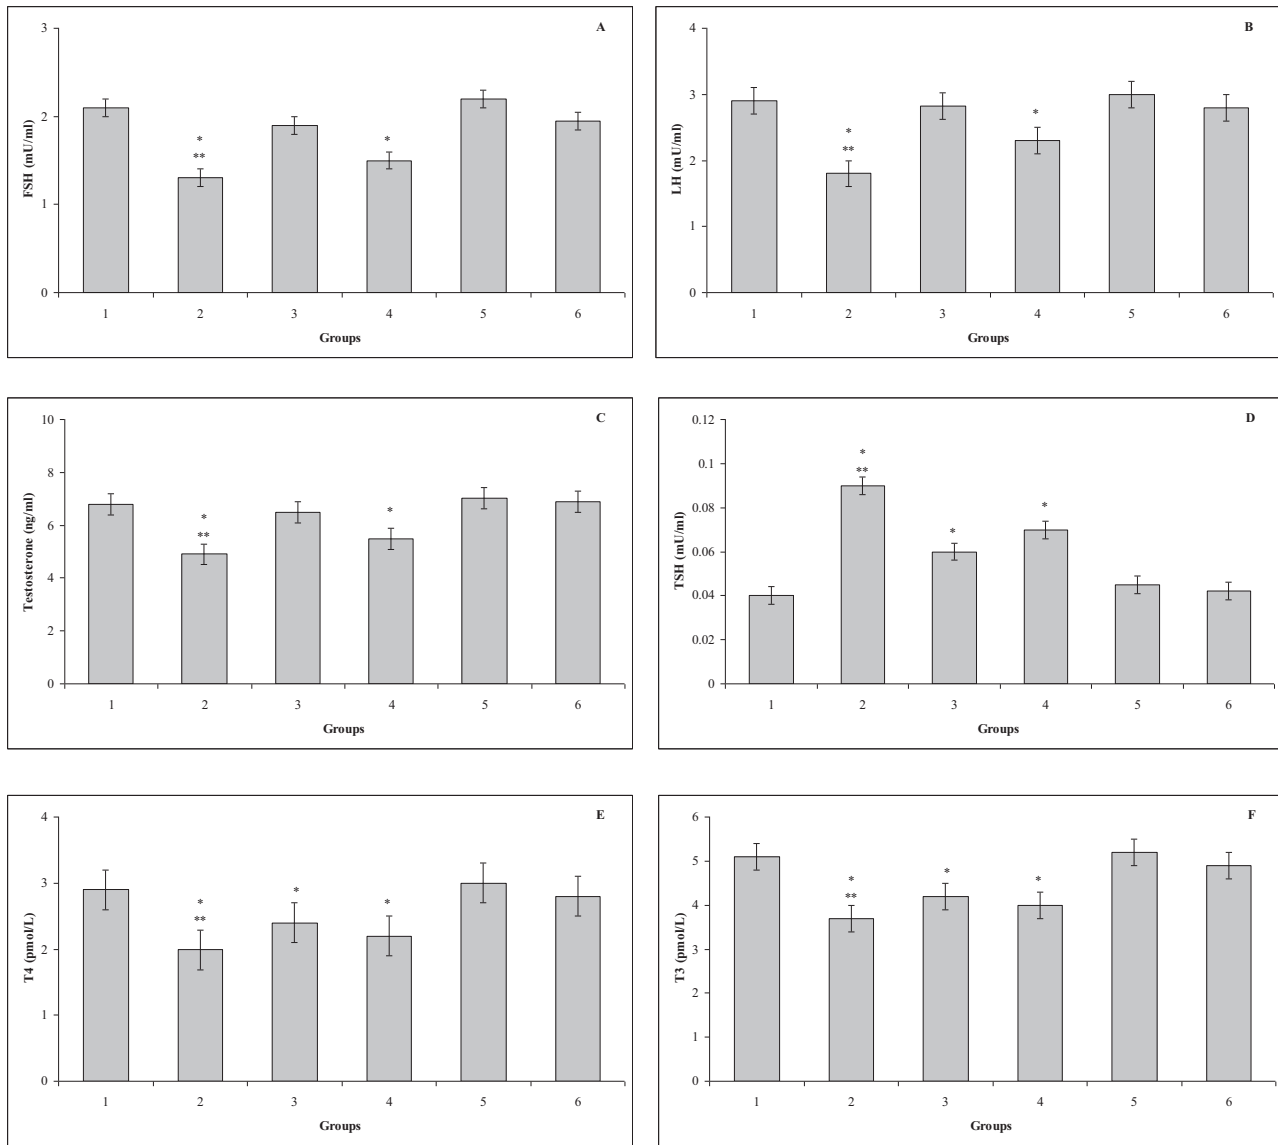 A
FSH (mU/ml)
3
2
1
0
*
**
*
1 2 3 4 5 6
Groups
B
LH (mU/ml)
4
3
2
1
0
*
**
*
1 2 3 4 5 6
Groups
C
Testosterone (ng/ml)
10
8
6
4
2
0
*
**
*
1 2 3 4 5 6
Groups
D
TSH (mU/ml)
0.12
0.1
0.08
0.06
0.04
0.02
0
*
**
*
*
1 2 3 4 5 6
Groups
E
T4 (pmol/L)
4
3
2
1
0
*
**
*
*
1 2 3 4 5 6
Groups
F
T3 (pmol/L)
6
5
4
3
2
1
0
*
**
*
*
1 2 3 4 5 6
Groups